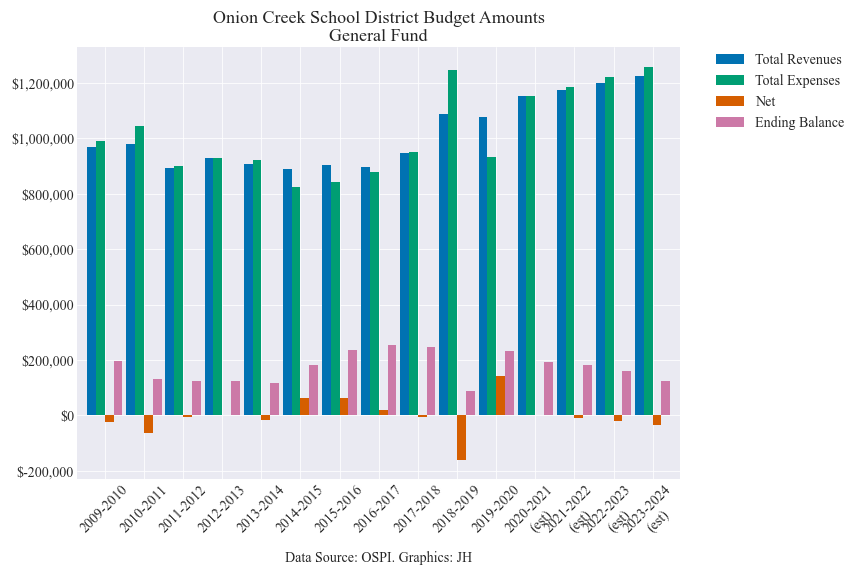 Onion Creek School District Budget Amounts
General Fund
Total Revenues
Total Expenses
Net
Ending Balance
$1,200,000
$1,000,000
$800,000
$600,000
$400,000
$200,000
$0
$-200,000
2009-2010
2010-2011
2011-2012
2012-2013
2013-2014
2014-2015
2015-2016
2016-2017
2017-2018
2018-2019
2019-2020
2020-2021
(est)
2021-2022
(est)
2022-2023
(est)
2023-2024
(est)
Data Source: OSPI. Graphics: JH